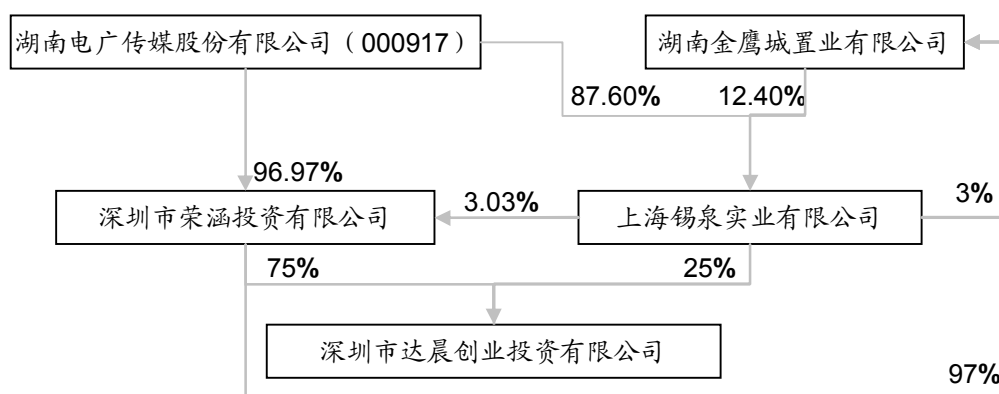 湖南电广传媒股份有限公司（000917）
湖南金鹰城置业有限公司
87.60%
12.40%
96.97%
深圳市荣涵投资有限公司
3.03%
上海锡泉实业有限公司
3%
75%
25%
深圳市达晨创业投资有限公司
97%